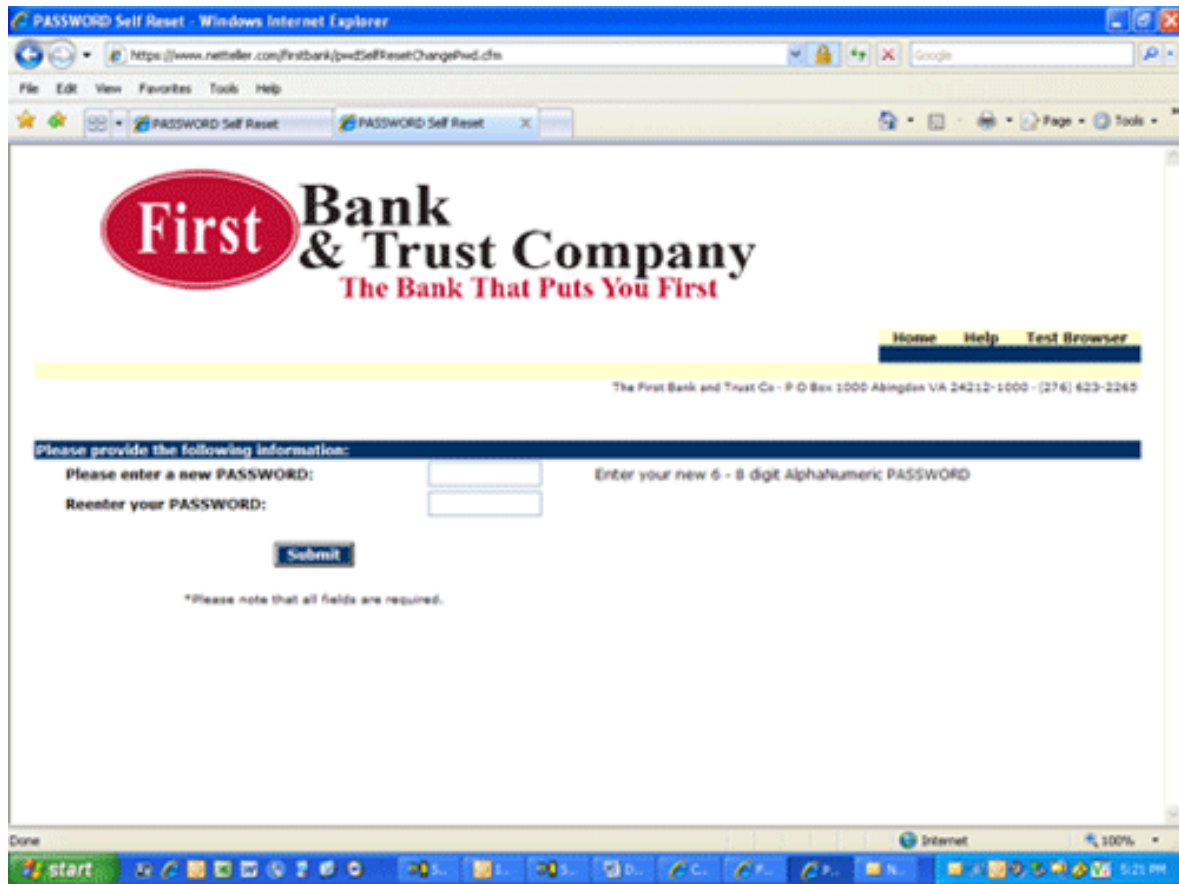 PASSWORD Self Reset - Windows Internet Explorer
https://www.netteller.com/firstbank/pwdSelfResetChangePwd.cfm
Google
File Edit View Favorites Tools Help
PASSWORD Self Reset PASSWORD Self Reset Page Tools
First Bank
& Trust Company
The Bank That Puts You First
Home Help Test Browser
The First Bank and Trust Co - P O Box 1000 Abingdon VA 24212-1000 - (276) 623-2265
Please provide the following information:
Please enter a new PASSWORD: Enter your new 6 - 8 digit AlphaNumeric PASSWORD
Reenter your PASSWORD:
Submit
*Please note that all fields are required.
Done Internet 100%
start S... S... D... C... P... N... 5:21 PM